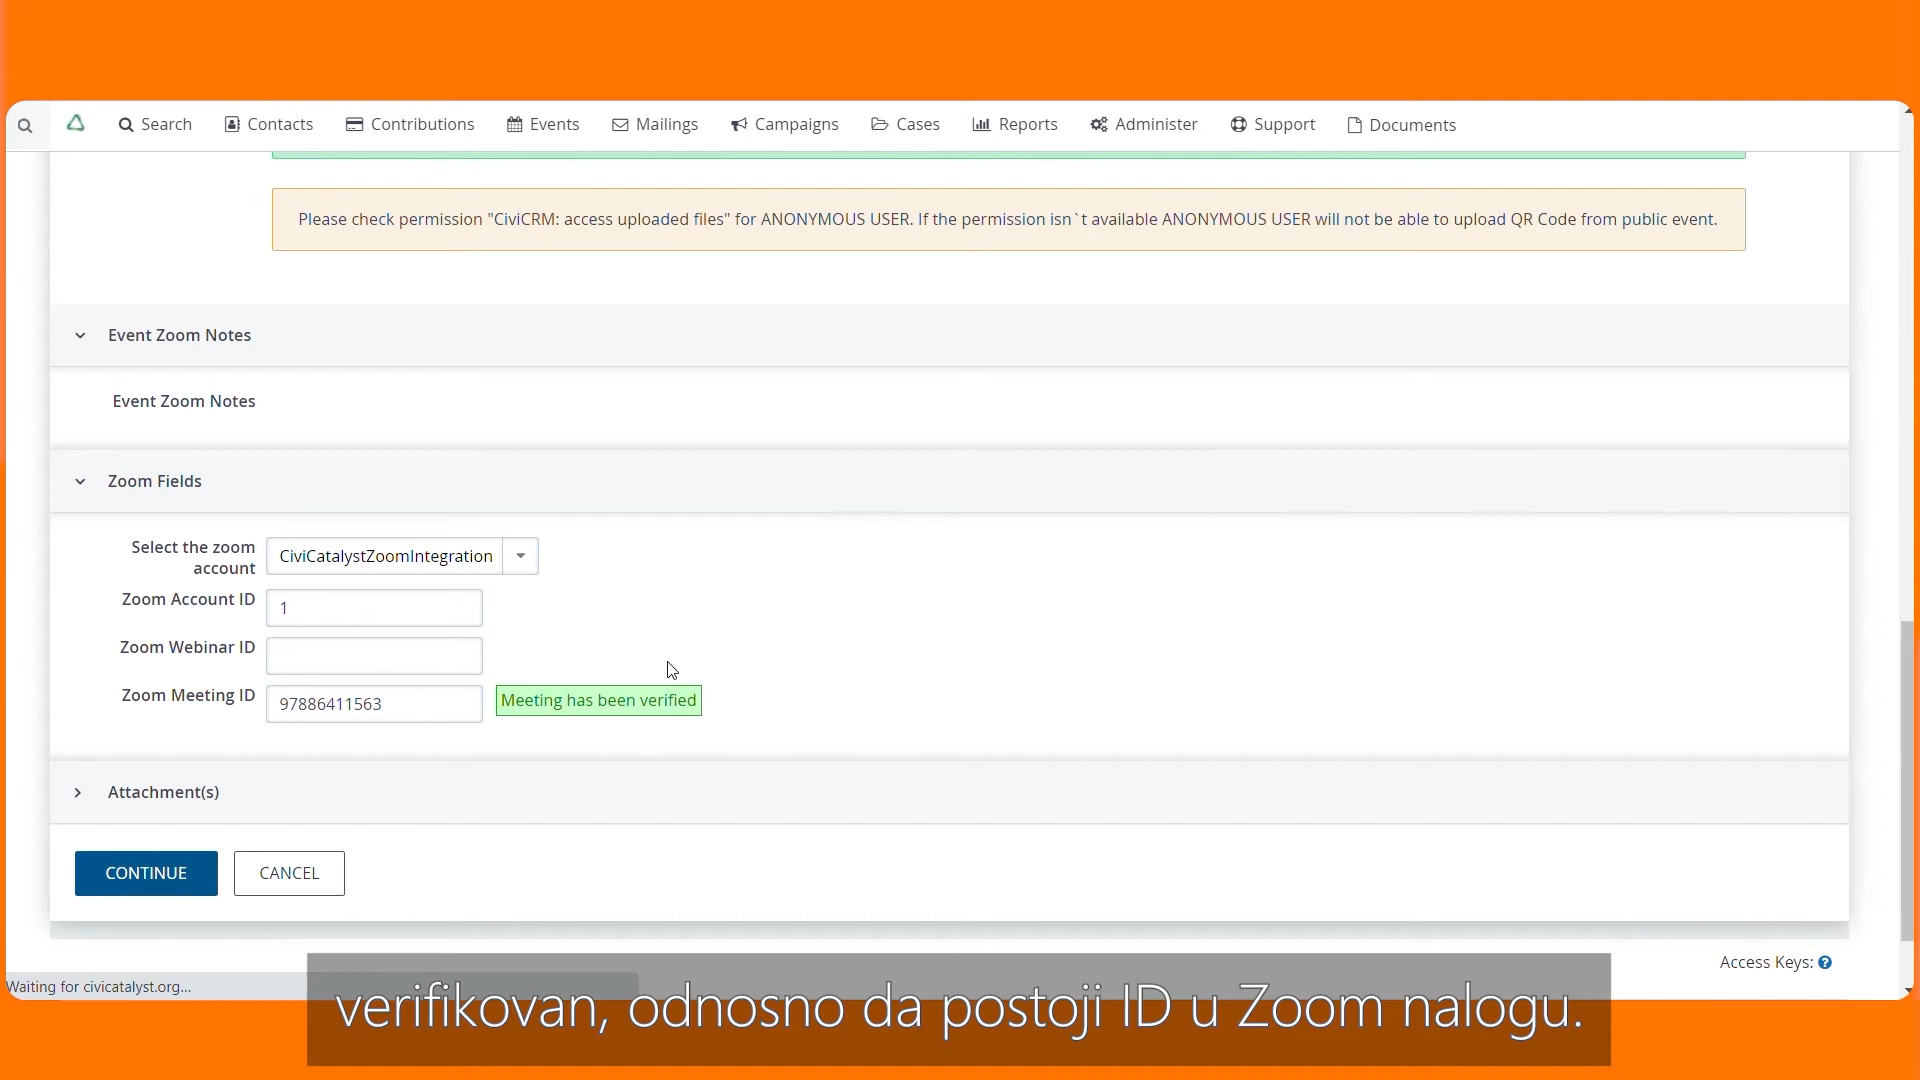 Search Contacts Contributions Events Mailings Campaigns Cases Reports Administer Support Documents
Please check permission "CiviCRM: access uploaded files" for ANONYMOUS USER. If the permission isn`t available ANONYMOUS USER will not be able to upload QR Code from public event.
Event Zoom Notes
Event Zoom Notes
Zoom Fields
Select the zoom
account
CiviCatalystZoomIntegration
Zoom Account ID
1
Zoom Webinar ID
Zoom Meeting ID
97886411563
Meeting has been verified
Attachment(s)
CONTINUE CANCEL
Access Keys:
Waiting for civicatalyst.org...
verifikovan, odnosno da postoji ID u Zoom nalogu.